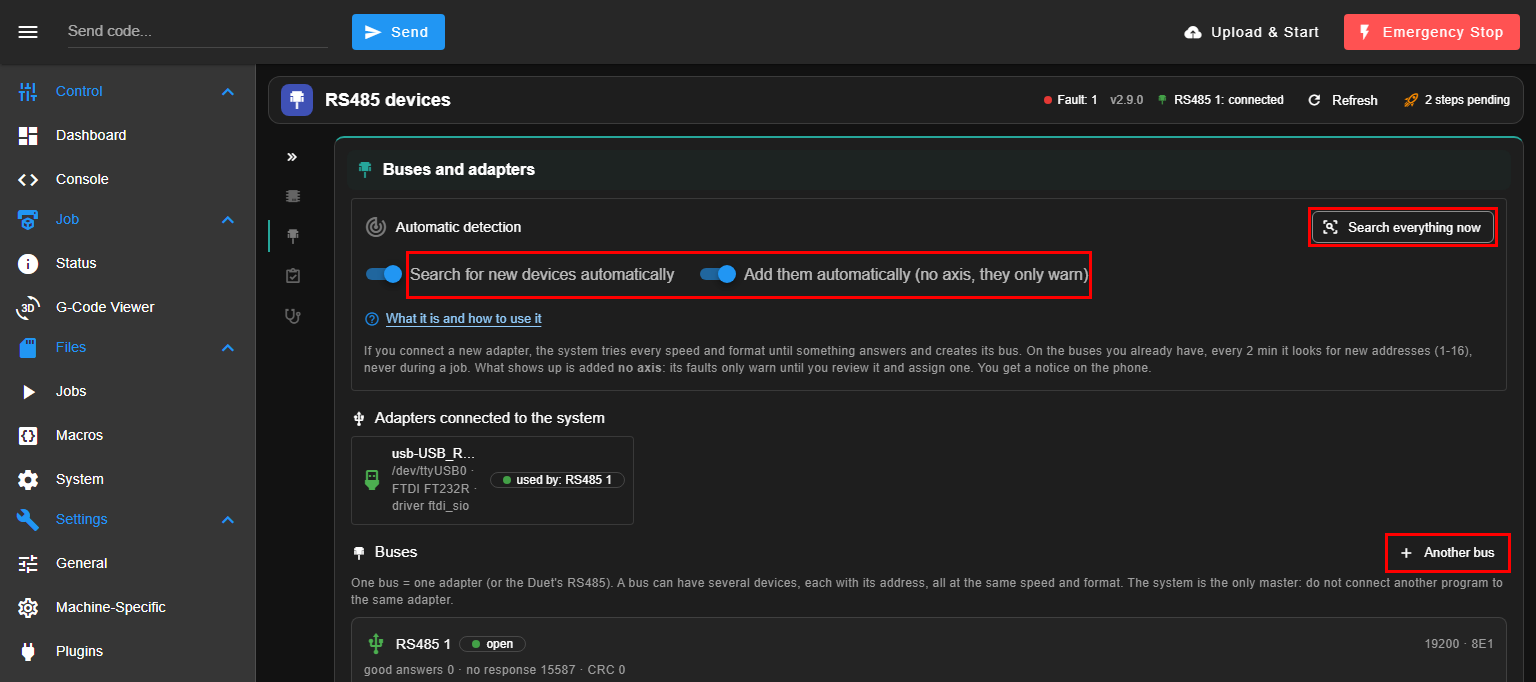 Send code...
Send
Upload & Start
Emergency Stop
Control
Dashboard
Console
Job
Status
3D
G-Code Viewer
Files
Jobs
Macros
System
Settings
General
Machine-Specific
Plugins
RS485 devices
Fault: 1
v2.9.0
RS485 1: connected
Refresh
2 steps pending
Buses and adapters
Automatic detection
Search everything now
Search for new devices automatically
Add them automatically (no axis, they only warn)
What it is and how to use it
If you connect a new adapter, the system tries every speed and format until something answers and creates its bus. On the buses you already have, every 2 min it looks for new addresses (1-16),
never during a job. What shows up is added no axis: its faults only warn until you review it and assign one. You get a notice on the phone.
Adapters connected to the system
usb-USB_R...
/dev/ttyUSB0 ·
FTDI FT232R ·
driver ftdi_sio
used by: RS485 1
Buses
Another bus
One bus = one adapter (or the Duet's RS485). A bus can have several devices, each with its address, all at the same speed and format. The system is the only master: do not connect another program to
the same adapter.
RS485 1
open
19200 · 8E1
good answers 0 · no response 15587 · CRC 0